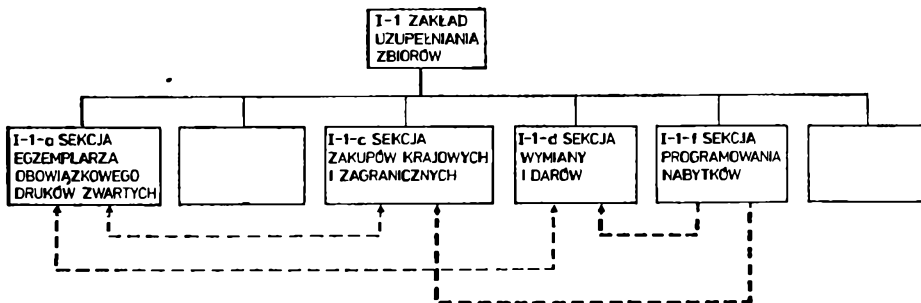 I-1 ZAKŁAD
UZUPEŁNIANIA
ZBIORÓW
I-1-a SEKCJA
EGZEMPLARZA
OBOWIĄZKOWEGO
DRUKÓW ZWARTYCH
I-1-c SEKCJA
ZAKUPÓW KRAJOWYCH
I ZAGRANICZNYCH
I-1-d SEKCJA
WYMIANY
I DARÓW
I-1-f SEKCJA
PROGRAMOWANIA
NABYTKÓW